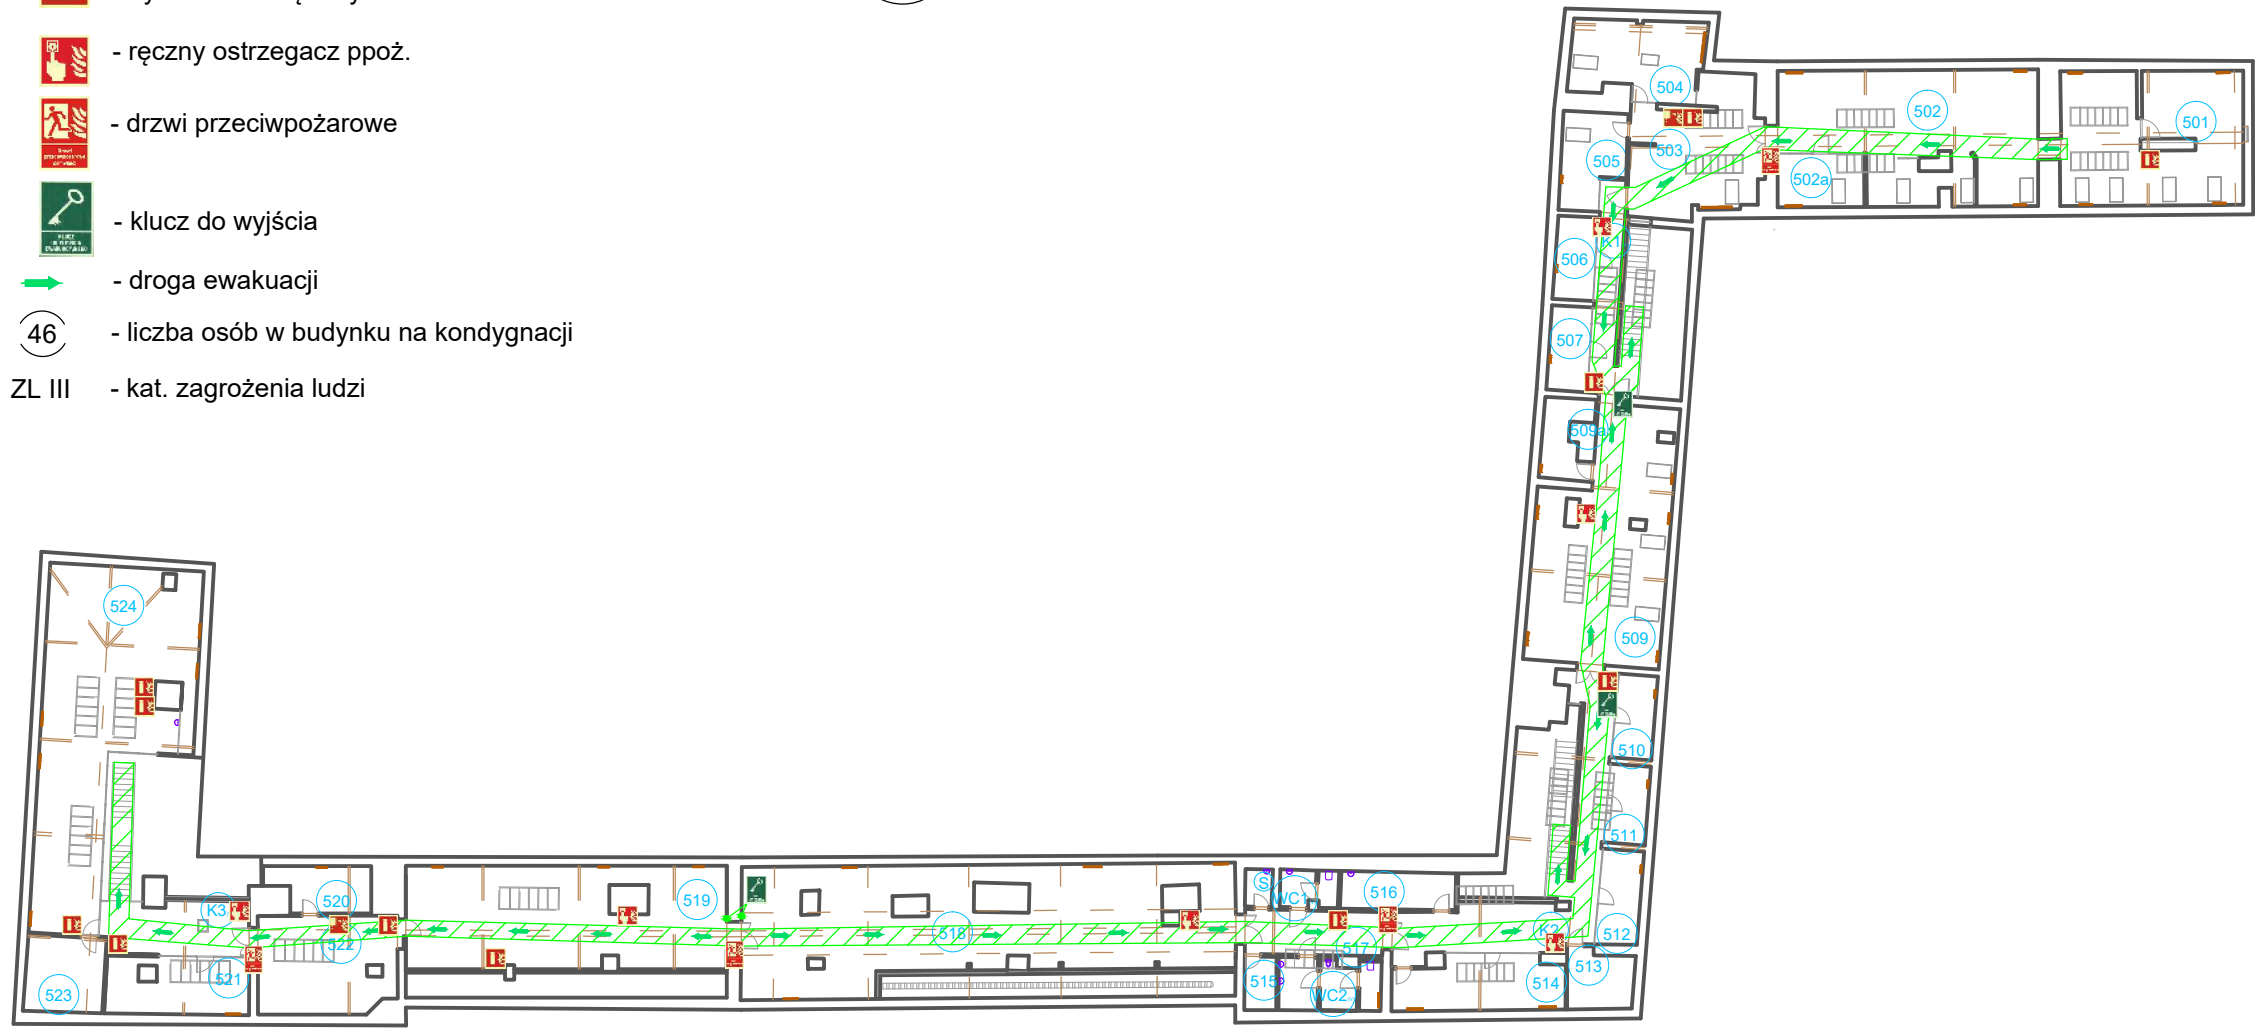 - ręczny ostrzegacz ppoż.
- drzwi przeciwpożarowe
- klucz do wyjścia
- droga ewakuacji
46 - liczba osób w budynku na kondygnacji
ZL III - kat. zagrożenia ludzi
504
502
501
503
505
502a
K1
506
507
509a
509
510
511
512
513
514
K2
516
517
WC1
S
515
WC2
518
519
520
522
K3
521
523
524